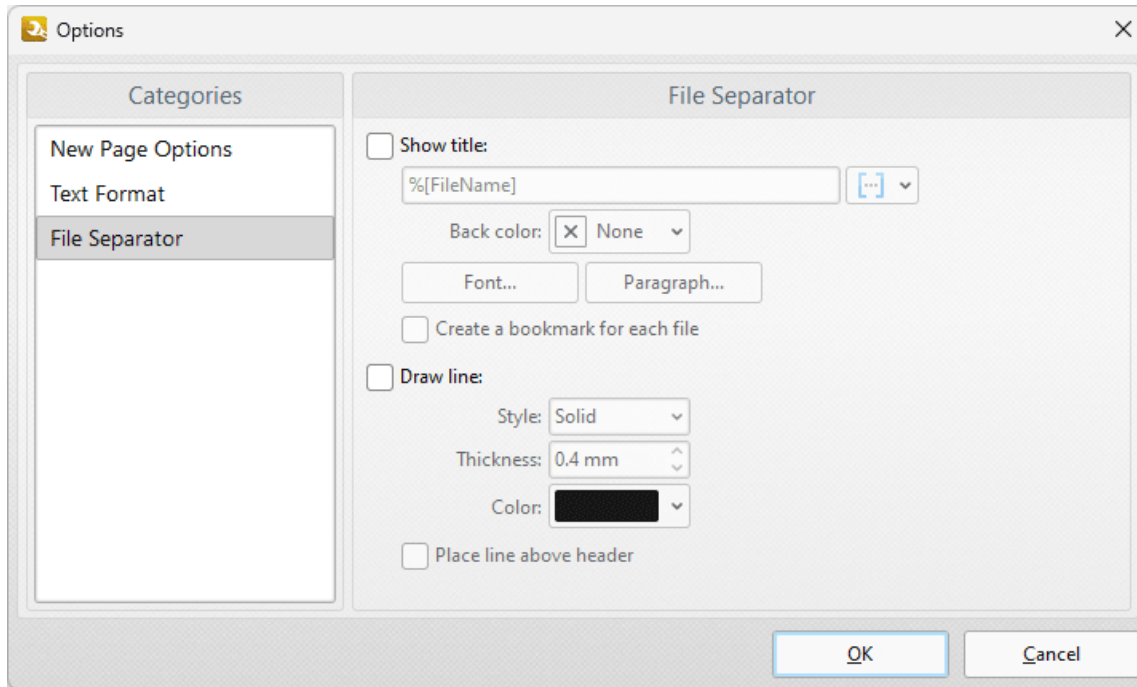 Options
Categories
New Page Options
Text Format
File Separator
File Separator
Show title:
%[FileName]
Back color: None
Font... Paragraph...
Create a bookmark for each file
Draw line:
Style: Solid
Thickness: 0.4 mm
Color:
Place line above header
OK Cancel